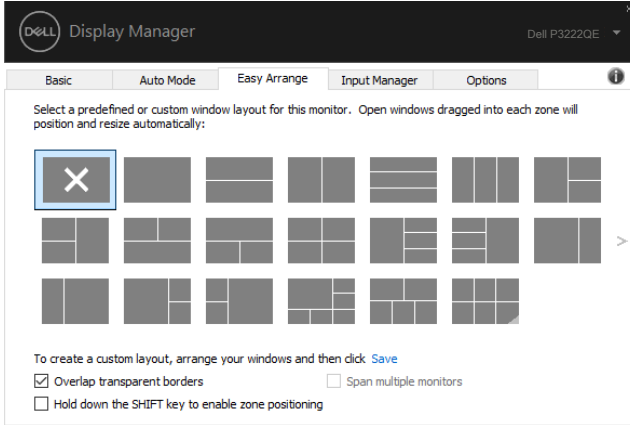 DELL Display Manager
Dell P3222QE
Basic Auto Mode Easy Arrange Input Manager Options
Select a predefined or custom window layout for this monitor. Open windows dragged into each zone will
position and resize automatically:
To create a custom layout, arrange your windows and then click Save
Overlap transparent borders
Span multiple monitors
Hold down the SHIFT key to enable zone positioning